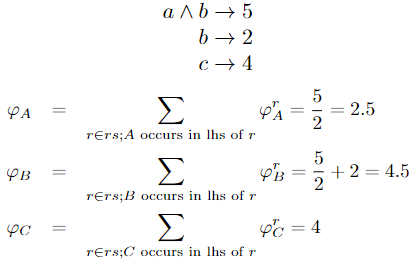 a ∧ b → 5
b → 2
c → 4
φ_A = ∑_{r∈rs;A occurs in lhs of r} φ_A^r = 5/2 = 2.5
φ_B = ∑_{r∈rs;B occurs in lhs of r} φ_B^r = 5/2 + 2 = 4.5
φ_C = ∑_{r∈rs;C occurs in lhs of r} φ_C^r = 4